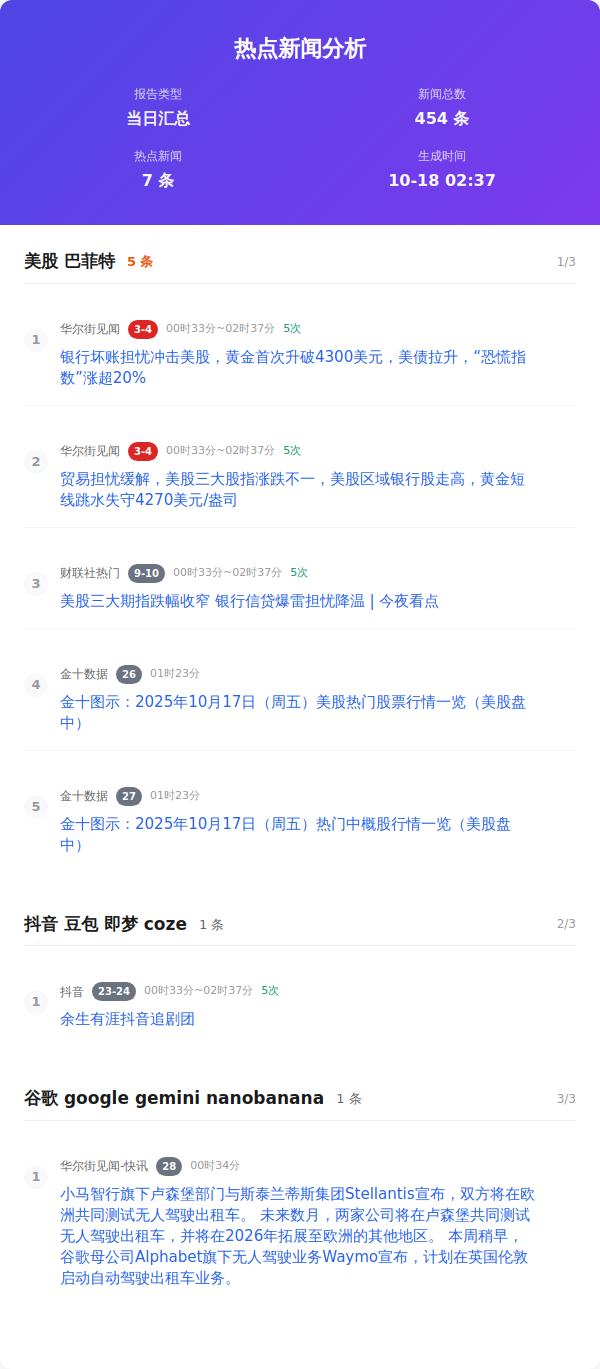 热点新闻分析
报告类型
新闻总数
当日汇总
454 条
热点新闻
生成时间
7 条
10-18 02:37
美股 巴菲特 5 条 1/3
1
华尔街见闻 3-4 00时33分~02时37分 5次
银行坏账担忧冲击美股，黄金首次升破4300美元，美债拉升，“恐慌指
数”涨超20%
2
华尔街见闻 3-4 00时33分~02时37分 5次
贸易担忧缓解，美股三大股指涨跌不一，美股区域银行股走高，黄金短
线跳水失守4270美元/盎司
3
财联社热门 9-10 00时33分~02时37分 5次
美股三大期指跌幅收窄 银行信贷爆雷担忧降温 | 今夜看点
4
金十数据 26 01时23分
金十图示：2025年10月17日（周五）美股热门股票行情一览（美股盘
中）
5
金十数据 27 01时23分
金十图示：2025年10月17日（周五）热门中概股行情一览（美股盘
中）
抖音 豆包 即梦 coze 1 条 2/3
1
抖音 23-24 00时33分~02时37分 5次
余生有涯抖音追剧团
谷歌 google gemini nanobanana 1 条 3/3
1
华尔街见闻-快讯 28 00时34分
小马智行旗下卢森堡部门与斯泰兰蒂斯集团Stellantis宣布，双方将在欧
洲共同测试无人驾驶出租车。 未来数月，两家公司将在卢森堡共同测试
无人驾驶出租车，并将在2026年拓展至欧洲的其他地区。 本周稍早，
谷歌母公司Alphabet旗下无人驾驶业务Waymo宣布，计划在英国伦敦
启动自动驾驶出租车业务。